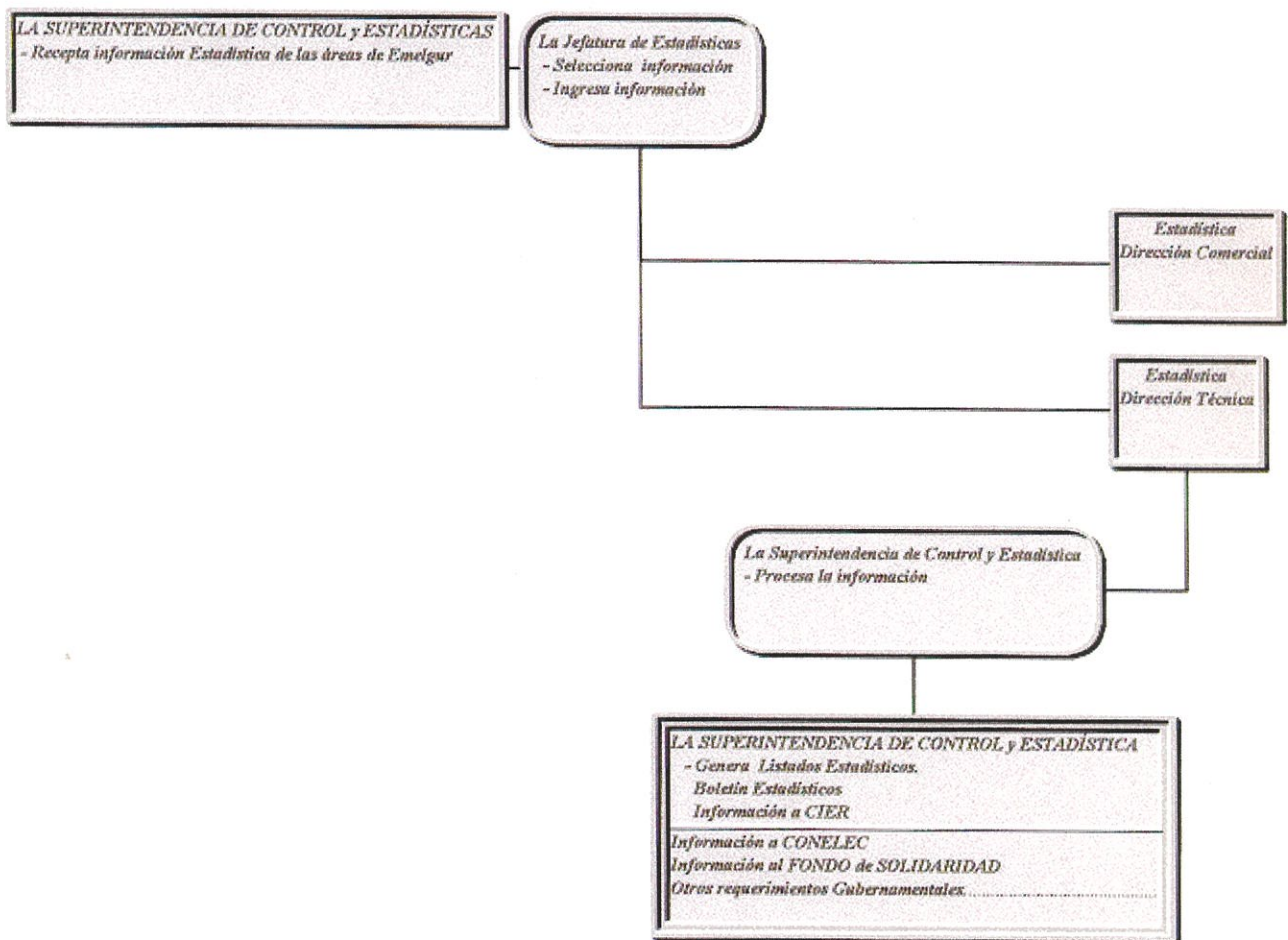 LA SUPERINTENDENCIA DE CONTROL y ESTADÍSTICAS
- Recepta información Estadística de las áreas de Emelgur
La Jefatura de Estadísticas
- Selecciona información
- Ingresa información
Estadística
Dirección Comercial
Estadística
Dirección Técnica
La Superintendencia de Control y Estadística
- Procesa la información
LA SUPERINTENDENCIA DE CONTROL y ESTADÍSTICA
- Genera Listados Estadísticos.
Boletín Estadísticos
Información a CIER
Información a CONELEC
Información al FONDO de SOLIDARIDAD
Otros requerimientos Gubernamentales